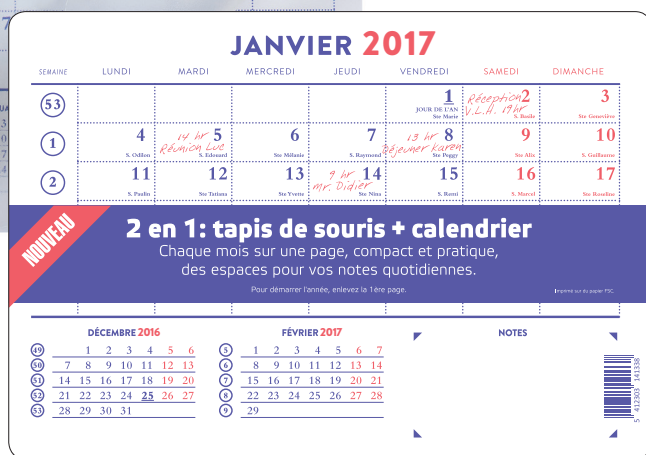 JANVIER 2017
SEMAINE LUNDI MARDI MERCREDI JEUDI VENDREDI SAMEDI DIMANCHE
53 1 2 3
JOUR DE L'AN
Ste Marie S. Basile Ste Geneviève
Réception
V.L.A. 19hr
1 4 5 6 7 8 9 10
14 hr
Réunion Luc
13 hr
Déjeuner Karen
S. Odilon S. Edouard Ste Mélanie S. Raymond Ste Peggy Ste Alix S. Guillaume
2 11 12 13 14 15 16 17
9 hr
mr. Didier
S. Paulin Ste Tatiana Ste Yvette Ste Nina S. Remi S. Marcel Ste Roseline
NOUVEAU
2 en 1: tapis de souris + calendrier
Chaque mois sur une page, compact et pratique,
des espaces pour vos notes quotidiennes.
Pour démarrer l'année, enlevez la 1ère page.
Imprimé sur du papier FSC.
DÉCEMBRE 2016
49 1 2 3 4 5 6
50 7 8 9 10 11 12 13
51 14 15 16 17 18 19 20
52 21 22 23 24 25 26 27
53 28 29 30 31
FÉVRIER 2017
5 1 2 3 4 5 6 7
6 8 9 10 11 12 13 14
7 15 16 17 18 19 20 21
8 22 23 24 25 26 27 28
9 29
NOTES
5 412303 141338